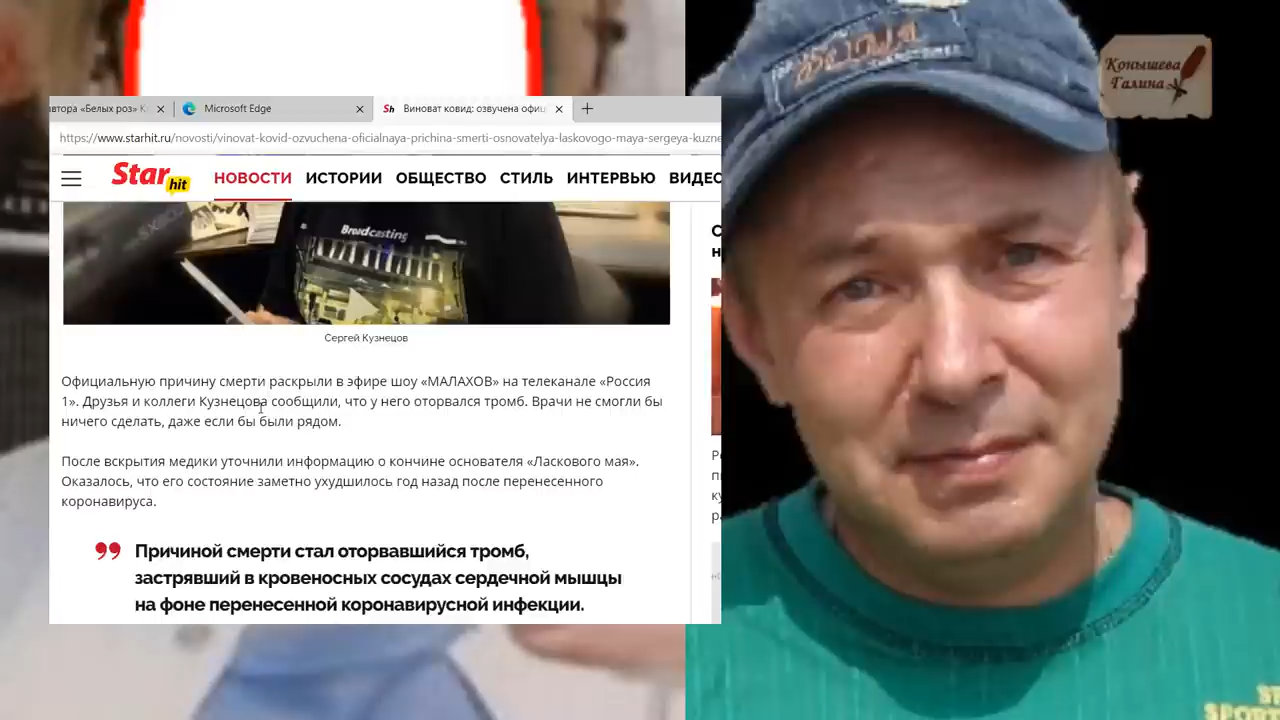 Конышева
Галина
втора «Белых роз» К
Microsoft Edge
Sh Виноват ковид: озвучена офиц
https://www.starhit.ru/novosti/vinovat-kovid-ozvuchena-oficialnaya-prichina-smerti-osnovatelya-laskovogo-maya-sergeya-kuzne
Star hit
НОВОСТИ ИСТОРИИ ОБЩЕСТВО СТИЛЬ ИНТЕРВЬЮ ВИДЕО
Broadcasting
Сергей Кузнецов
Официальную причину смерти раскрыли в эфире шоу «МАЛАХОВ» на телеканале «Россия
1». Друзья и коллеги Кузнецова сообщили, что у него оторвался тромб. Врачи не смогли бы
ничего сделать, даже если бы были рядом.
После вскрытия медики уточнили информацию о кончине основателя «Ласкового мая».
Оказалось, что его состояние заметно ухудшилось год назад после перенесенного
коронавируса.
Причиной смерти стал оторвавшийся тромб,
застрявший в кровеносных сосудах сердечной мышцы
на фоне перенесенной коронавирусной инфекции.